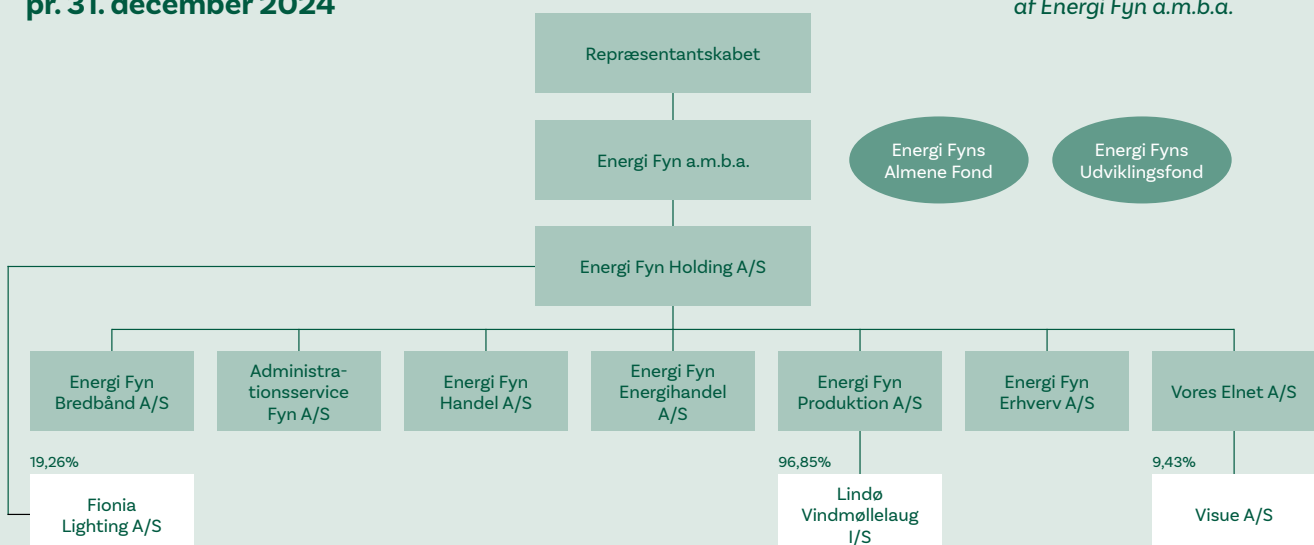 pr. 31. december 2024
af Energi Fyn a.m.b.a.
Repræsentantskabet
Energi Fyn a.m.b.a.
Energi Fyns
Almene Fond
Energi Fyns
Udviklingsfond
Energi Fyn Holding A/S
Energi Fyn
Bredbånd A/S
Administra-
tionsservice
Fyn A/S
Energi Fyn
Handel A/S
Energi Fyn
Energihandel
A/S
Energi Fyn
Produktion A/S
Energi Fyn
Erhverv A/S
Vores Elnet A/S
19,26%
Fionia
Lighting A/S
96,85%
Lindø
Vindmøllelaug
I/S
9,43%
Visue A/S